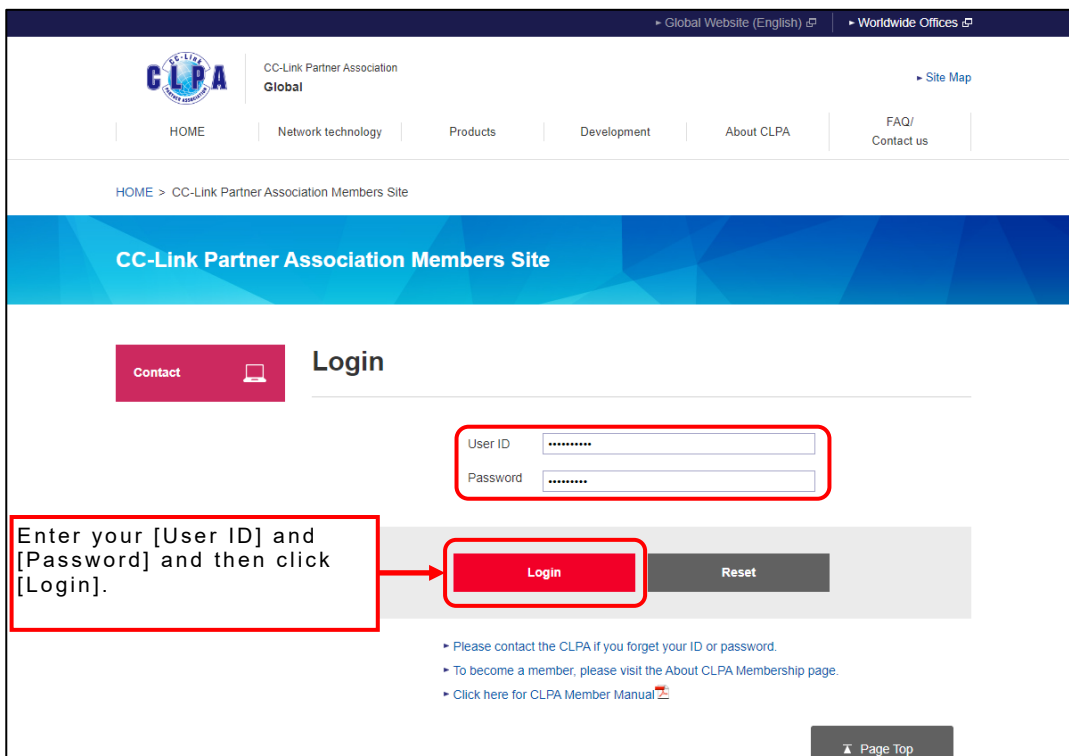 ► Global Website (English)
► Worldwide Offices
CC-Link
CLPA
PARTNER ASSOCIATION
CC-Link Partner Association
Global
► Site Map
HOME
Network technology
Products
Development
About CLPA
FAQ/
Contact us
HOME > CC-Link Partner Association Members Site
CC-Link Partner Association Members Site
Contact
Login
User ID ••••••••••
Password •••••••••
Enter your [User ID] and
[Password] and then click
[Login].
Login
Reset
► Please contact the CLPA if you forget your ID or password.
► To become a member, please visit the About CLPA Membership page.
► Click here for CLPA Member Manual
Page Top